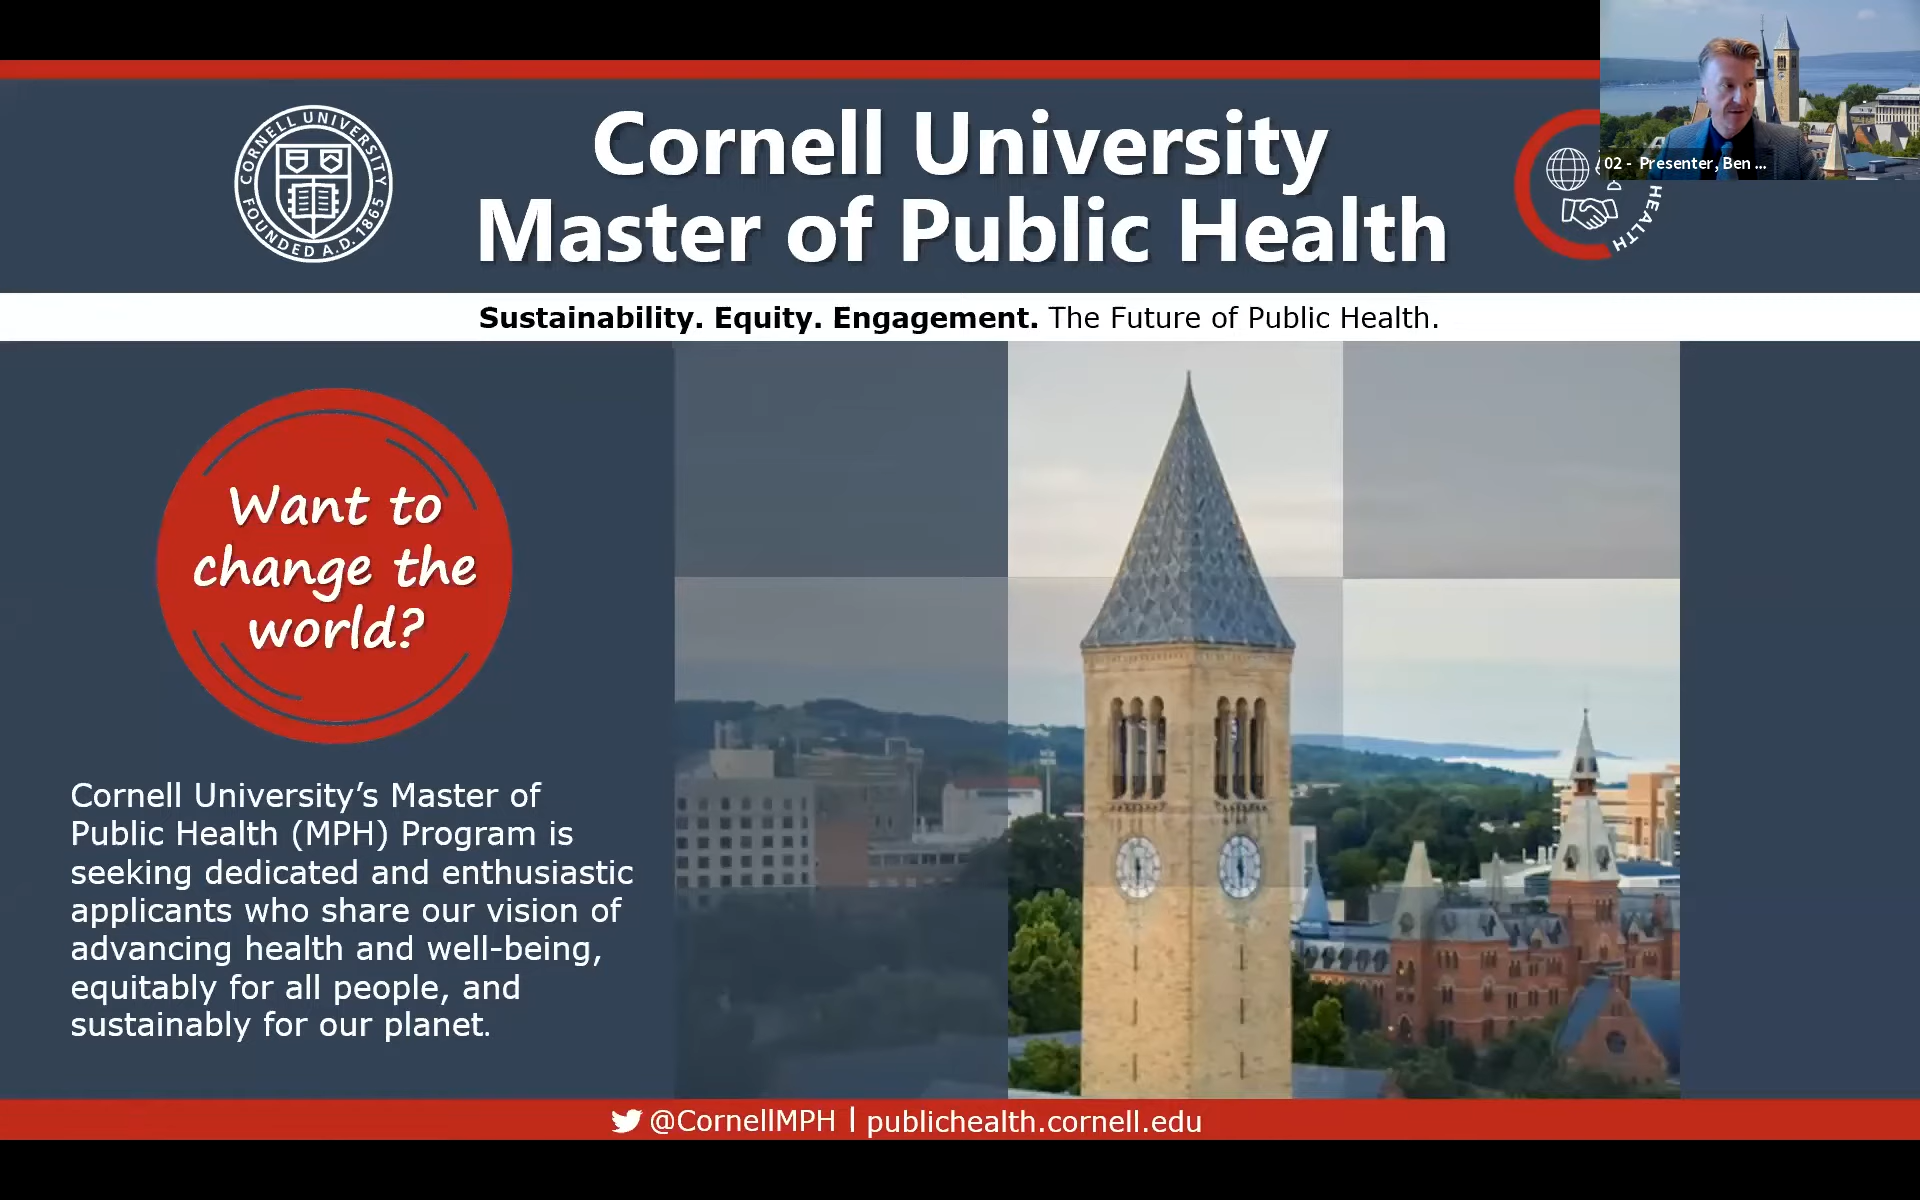 CORNELL UNIVERSITY
FOUNDED A.D. 1865
Cornell University
Master of Public Health
HEALTH
02 - Presenter, Ben ...
Sustainability. Equity. Engagement. The Future of Public Health.
Want to
change the
world?
Cornell University’s Master of
Public Health (MPH) Program is
seeking dedicated and enthusiastic
applicants who share our vision of
advancing health and well-being,
equitably for all people, and
sustainably for our planet.
@CornellMPH | publichealth.cornell.edu